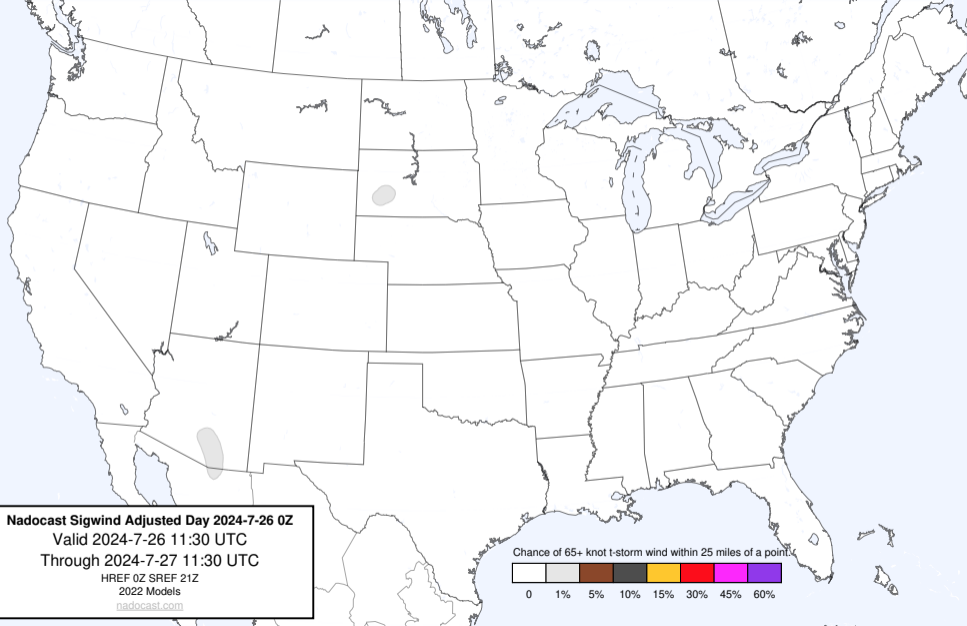 Nadocast Sigwind Adjusted Day 2024-7-26 0Z
Valid 2024-7-26 11:30 UTC
Through 2024-7-27 11:30 UTC
HREF 0Z SREF 21Z
2022 Models
nadocast.com
Chance of 65+ knot t-storm wind within 25 miles of a point.
0 1% 5% 10% 15% 30% 45% 60%